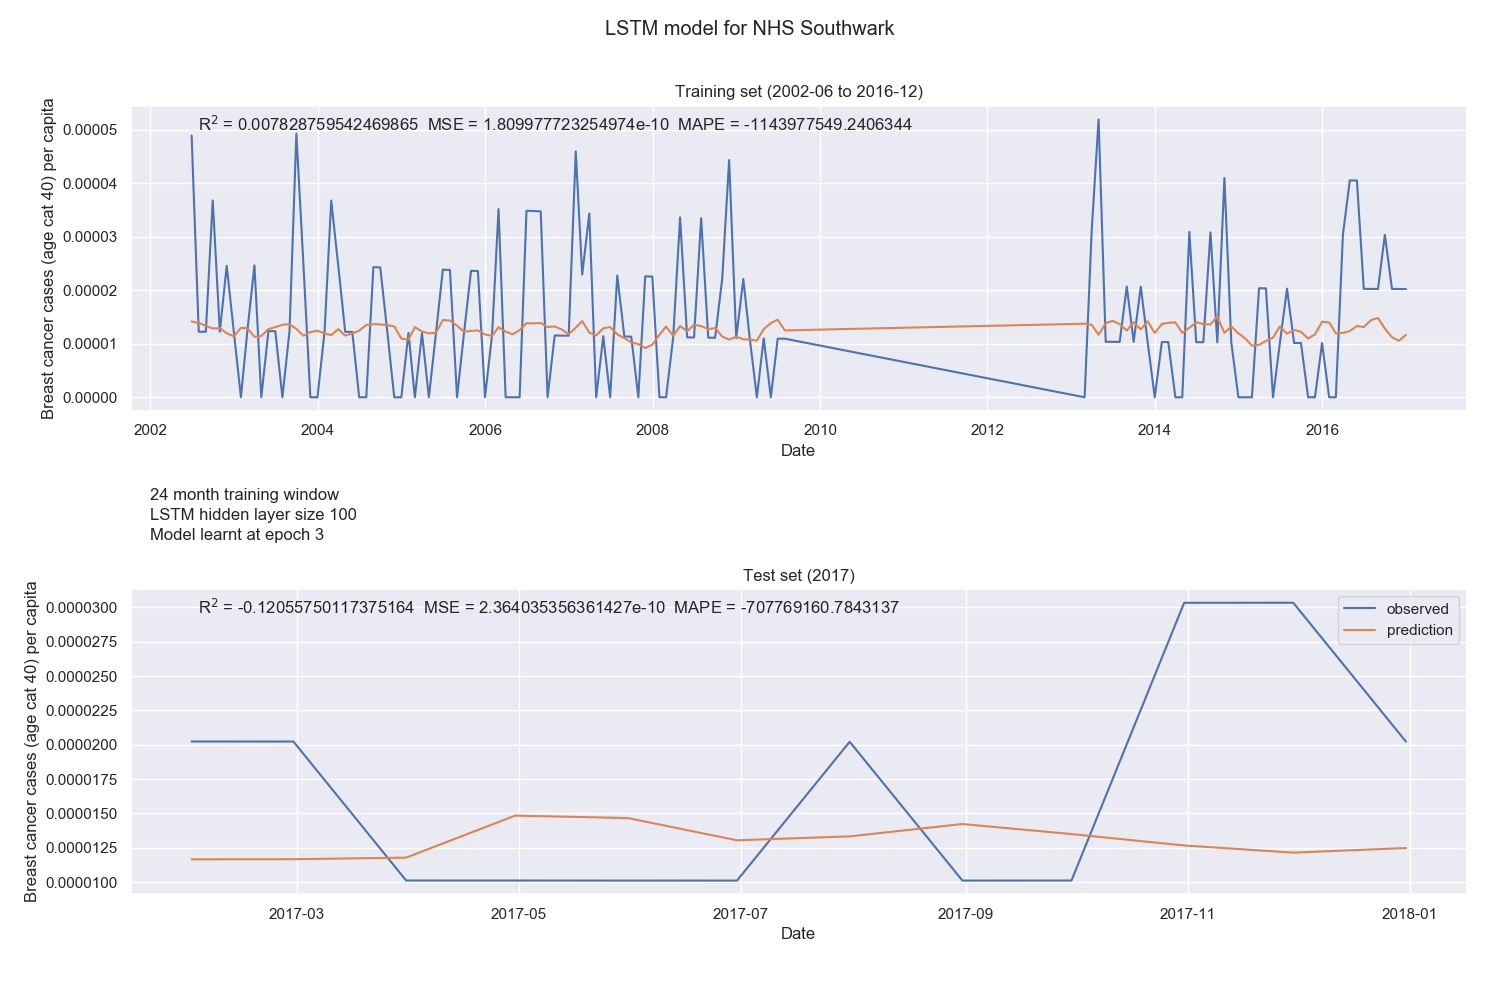 LSTM model for NHS Southwark
Training set (2002-06 to 2016-12)
R2 = 0.007828759542469865 MSE = 1.809977723254974e-10 MAPE = -1143977549.2406344
Breast cancer cases (age cat 40) per capita
0.00005
0.00004
0.00003
0.00002
0.00001
0.00000
2002 2004 2006 2008 2010 2012 2014 2016
Date
24 month training window
LSTM hidden layer size 100
Model learnt at epoch 3
Test set (2017)
R2 = -0.12055750117375164 MSE = 2.364035356361427e-10 MAPE = -707769160.7843137
observed
prediction
Breast cancer cases (age cat 40) per capita
0.0000300
0.0000275
0.0000250
0.0000225
0.0000200
0.0000175
0.0000150
0.0000125
0.0000100
2017-03 2017-05 2017-07 2017-09 2017-11 2018-01
Date